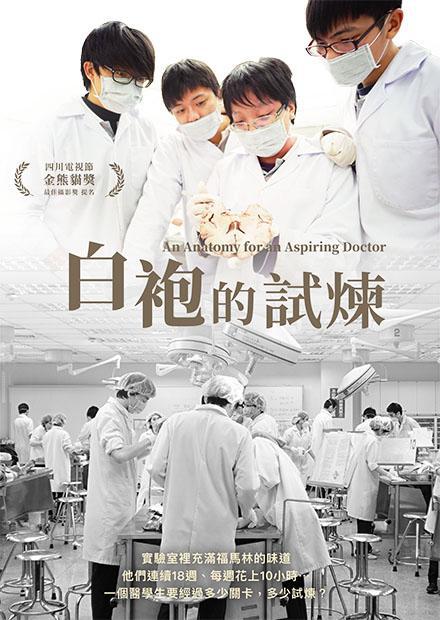 四川電視節
金熊貓獎
最佳攝影獎 提名
An Anatomy for an Aspiring Doctor
白袍的試煉
實驗室裡充滿福馬林的味道
他們連續18週、每週花上10小時…
一個醫學生要經過多少關卡，多少試煉？